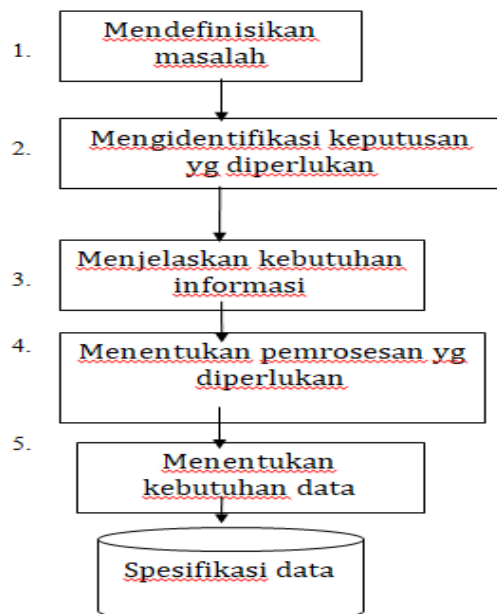 1.
Mendefinisikan
masalah
2.
Mengidentifikasi keputusan
yg diperlukan
3.
Menjelaskan kebutuhan
informasi
4.
Menentukan pemrosesan yg
diperlukan
5.
Menentukan
kebutuhan data
Spesifikasi data